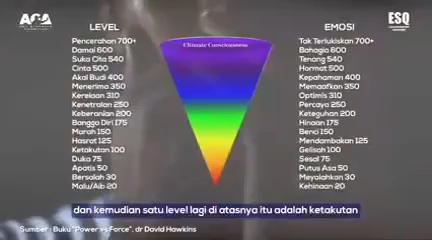 AGA
ESQ
LEVEL
Pencerahan 700+
Damai 600
Suka Cita 540
Cinta 500
Akal Budi 400
Menerima 350
Kerelaan 310
Kenetralan 250
Keberanian 200
Bangga Diri 175
Marah 150
Hasrat 125
Ketakutan 100
Duka 75
Apatis 50
Bersalah 30
Malu/Aib 20
Ultimate Consciousness
EMOSI
Tak Terlukiskan 700+
Bahagia 600
Tenang 540
Hormat 500
Kepahaman 400
Memaafkan 350
Optimis 310
Percaya 250
Keteguhan 200
Hinaan 175
Benci 150
Mendambakan 125
Gelisah 100
Sesal 75
Putus Asa 50
Meyalahkan 30
Kehinaan 20
dan kemudian satu level lagi di atasnya itu adalah ketakutan
Sumber : Buku "Power vs Force", dr David Hawkins